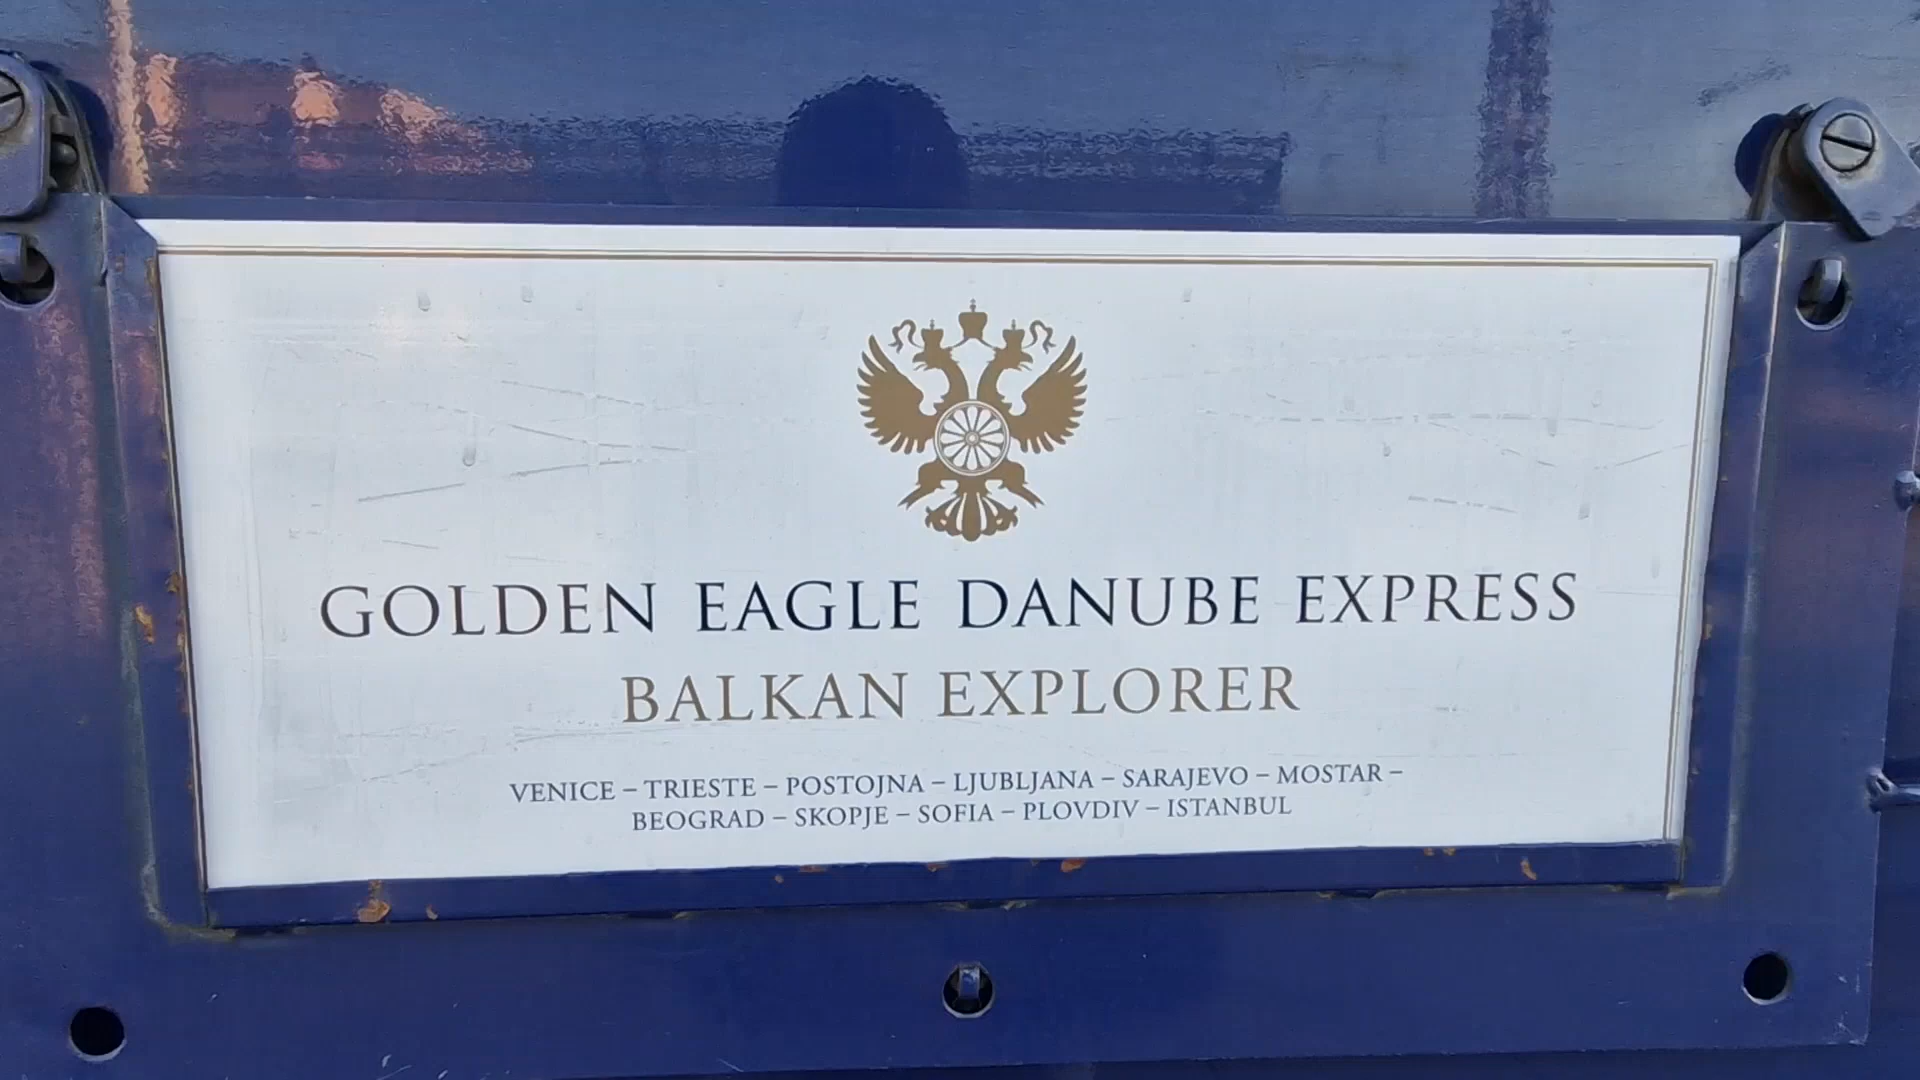 GOLDEN EAGLE DANUBE EXPRESS
BALKAN EXPLORER
VENICE – TRIESTE – POSTOJNA – LJUBLJANA – SARAJEVO – MOSTAR –
BEOGRAD – SKOPJE – SOFIA – PLOVDIV – ISTANBUL